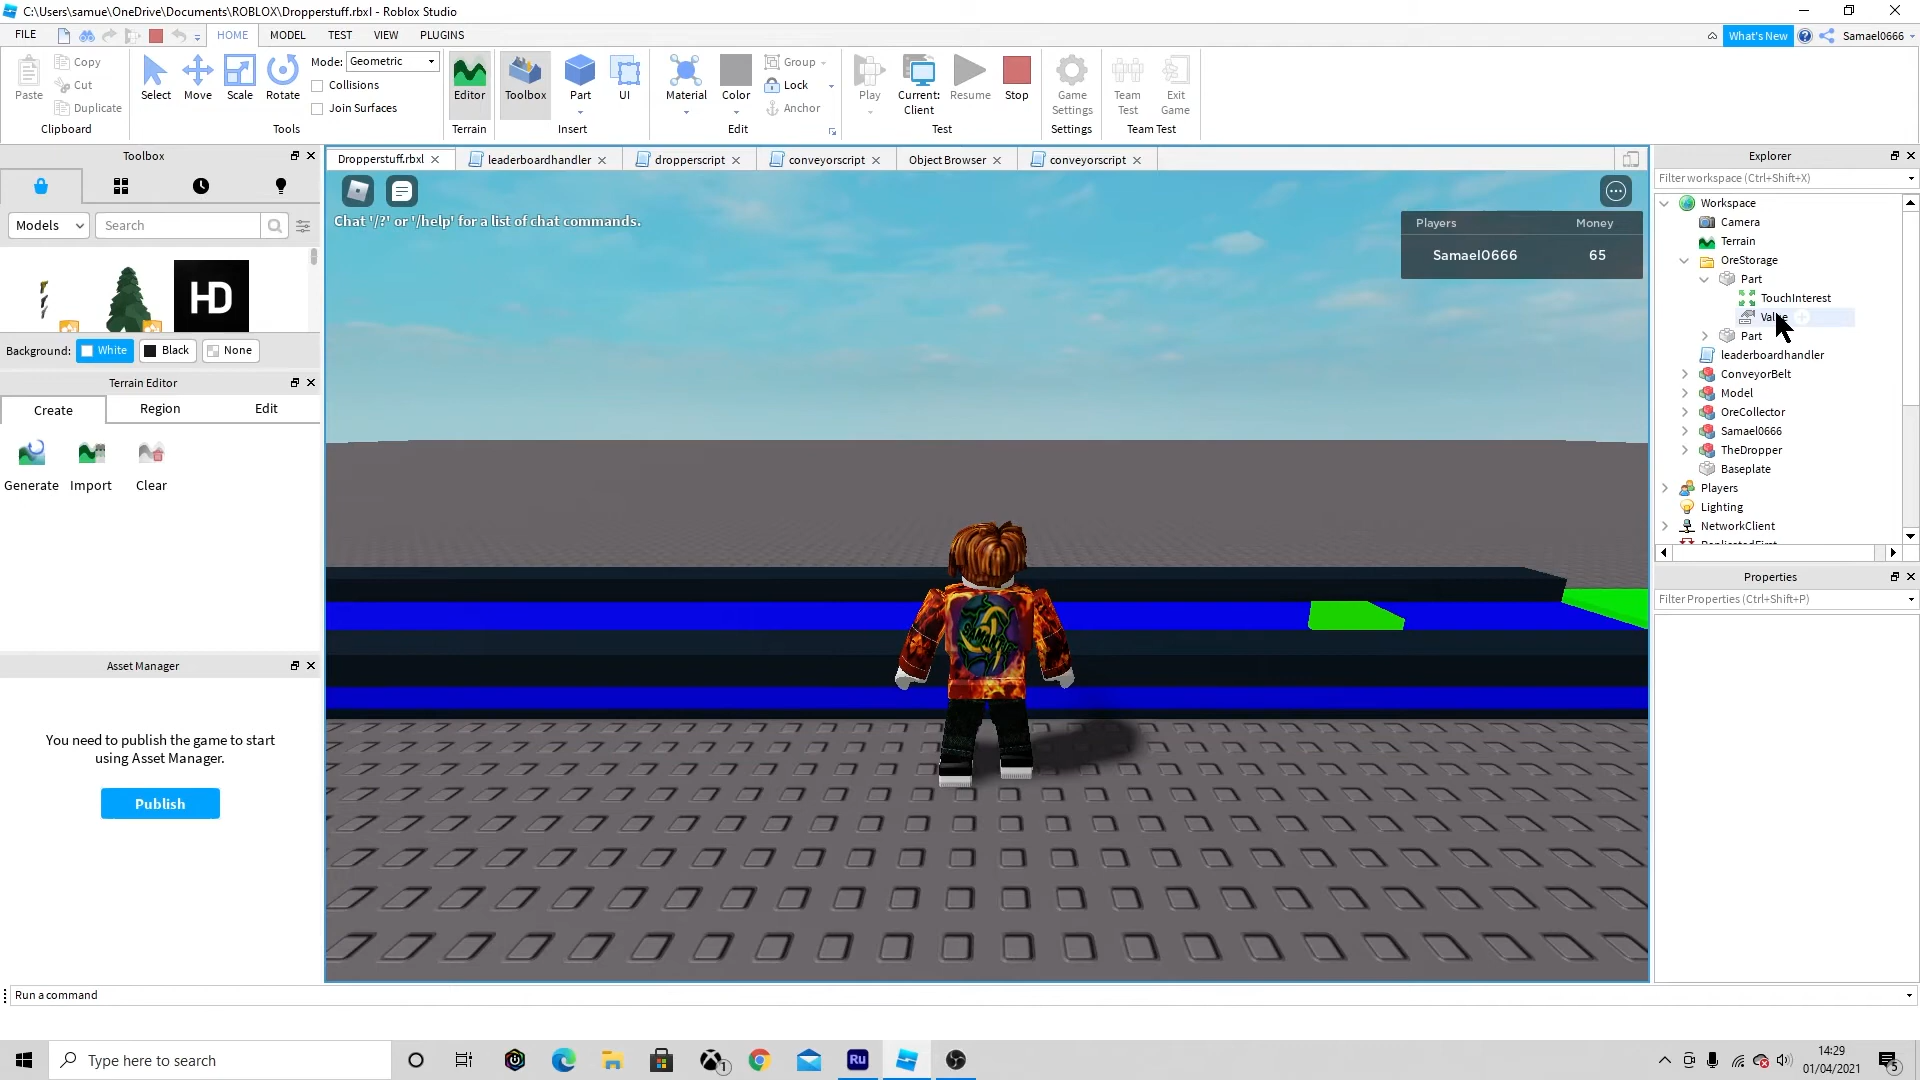 C:\Users\samue\OneDrive\Documents\ROBLOX\Dropperstuff.rbxl - Roblox Studio
FILE HOME MODEL TEST VIEW PLUGINS What's New Samael0666
Paste Copy Cut Duplicate
Clipboard
Select Move Scale Rotate
Mode: Geometric
Collisions
Join Surfaces
Tools
Editor
Terrain
Toolbox Part UI
Insert
Material Color
Group
Lock
Anchor
Edit
Play Current: Client Resume Stop
Test
Game Settings
Settings
Team Test Exit Game
Team Test
Toolbox
Models Search
HD
Background: White Black None
Terrain Editor
Create Region Edit
Generate Import Clear
Asset Manager
You need to publish the game to start
using Asset Manager.
Publish
Dropperstuff.rbxl leaderboardhandler dropperscript conveyorscript Object Browser conveyorscript
Chat '/?' or '/help' for a list of chat commands.
Players Money
Samael0666 65
Explorer
Filter workspace (Ctrl+Shift+X)
Workspace
Camera
Terrain
OreStorage
Part
TouchInterest
Part
leaderboardhandler
ConveyorBelt
Model
OreCollector
Samael0666
TheDropper
Baseplate
Players
Lighting
NetworkClient
Properties
Filter Properties (Ctrl+Shift+P)
Run a command
Type here to search
Ru
1
14:29
01/04/2021
5